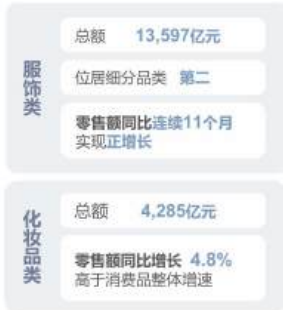 服饰类
总额 13,597亿元
位居细分品类 第二
零售额同比连续11个月
实现正增长
化妆品类
总额 4,285亿元
零售额同比增长 4.8%
高于消费品整体增速